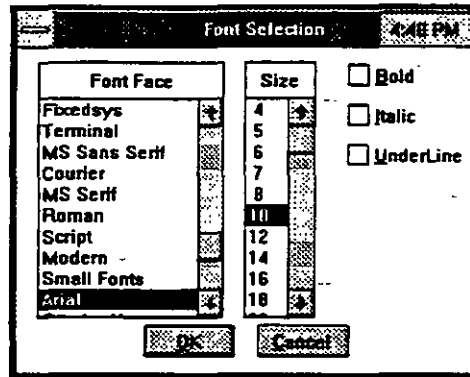 Font Selection 4:48 PM
Font Face Size
Bold
Italic
UnderLine
Fixedsys 4
Terminal 5
MS Sans Serif 6
Courier 7
MS Serif 8
Roman 10
Script 12
Modern 14
Small Fonts 16
Arial 18
OK Cancel